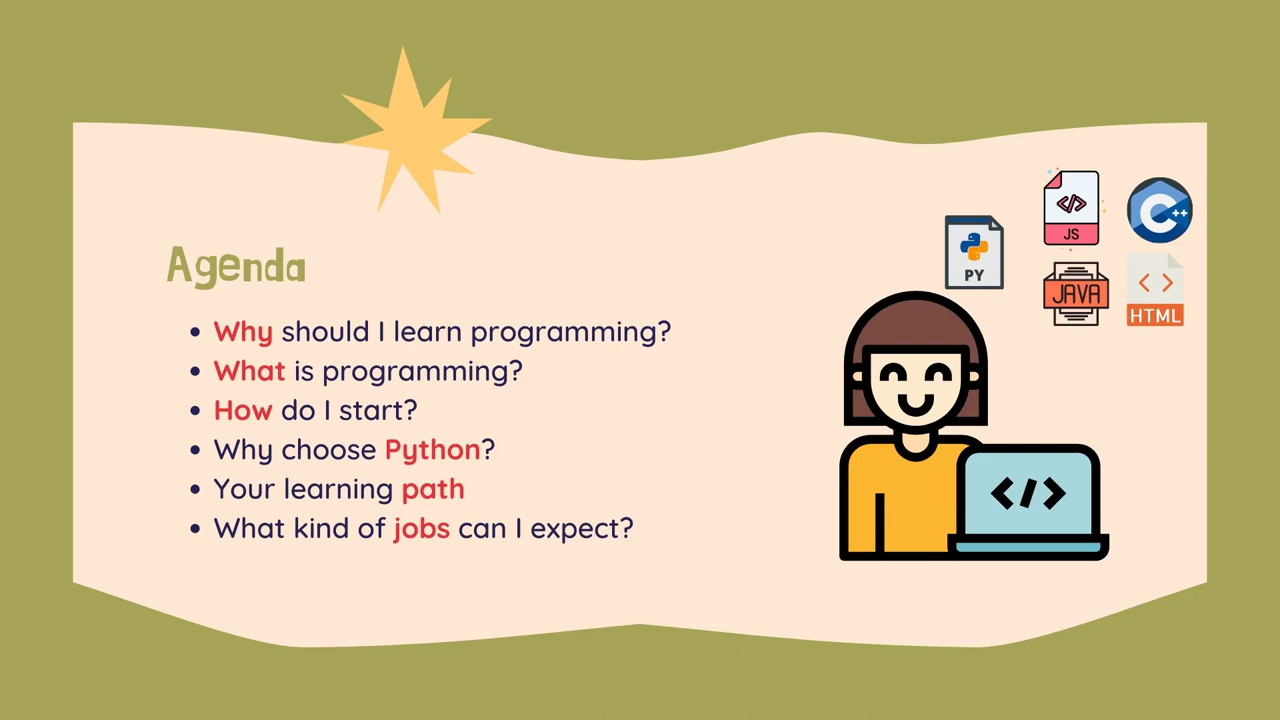 Agenda
• Why should I learn programming?
• What is programming?
• How do I start?
• Why choose Python?
• Your learning path
• What kind of jobs can I expect?
PY
</>
JS
C++
JAVA
< >
HTML
</>